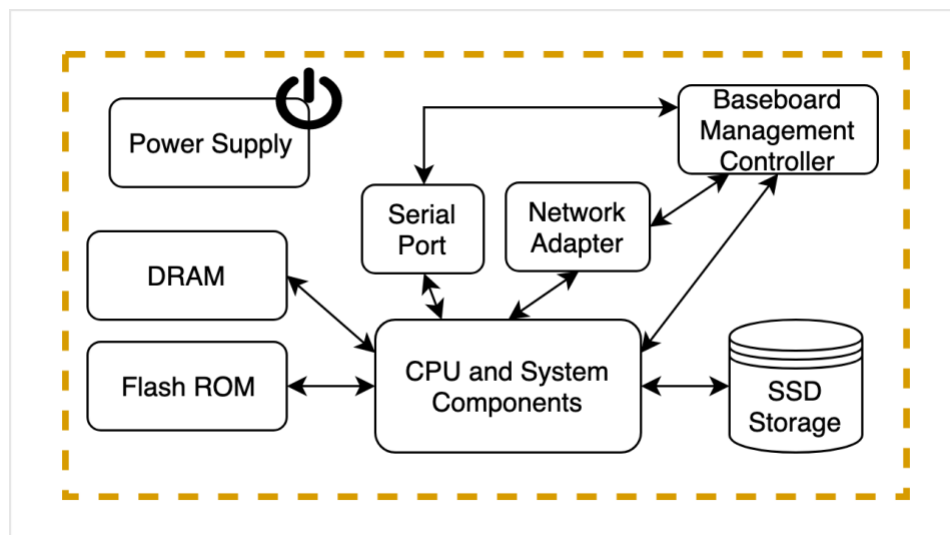 Power Supply
Baseboard
Management
Controller
Serial
Port
Network
Adapter
DRAM
Flash ROM
CPU and System
Components
SSD
Storage